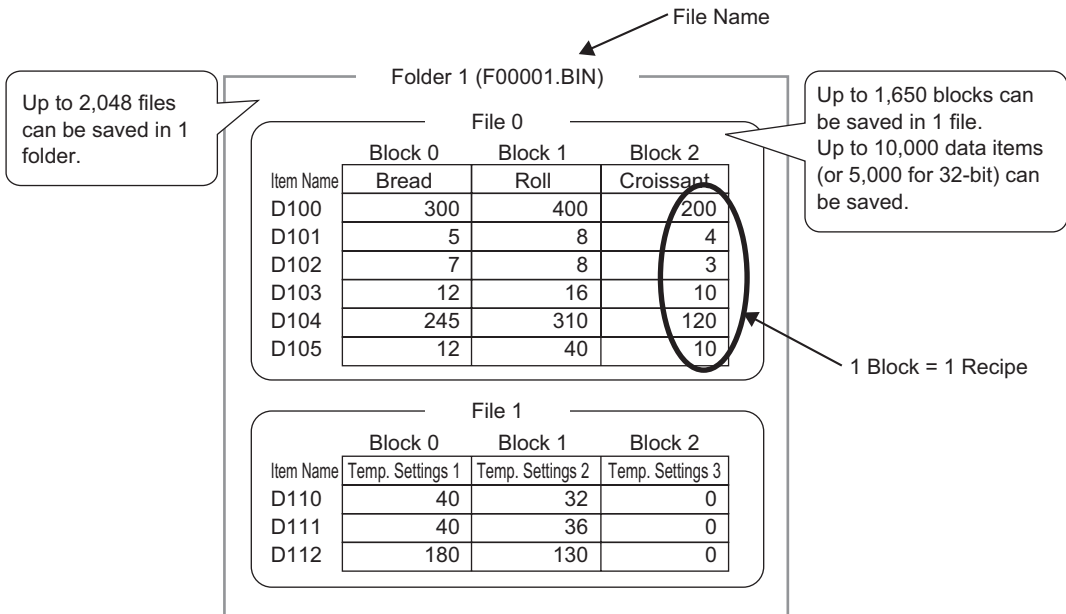 File Name
Folder 1 (F00001.BIN)
Up to 2,048 files
can be saved in 1
folder.
Up to 1,650 blocks can
be saved in 1 file.
Up to 10,000 data items
(or 5,000 for 32-bit) can
be saved.
File 0
Block 0 Block 1 Block 2
Item Name Bread Roll Croissant
D100 300 400 200
D101 5 8 4
D102 7 8 3
D103 12 16 10
D104 245 310 120
D105 12 40 10
1 Block = 1 Recipe
File 1
Block 0 Block 1 Block 2
Item Name Temp. Settings 1 Temp. Settings 2 Temp. Settings 3
D110 40 32 0
D111 40 36 0
D112 180 130 0